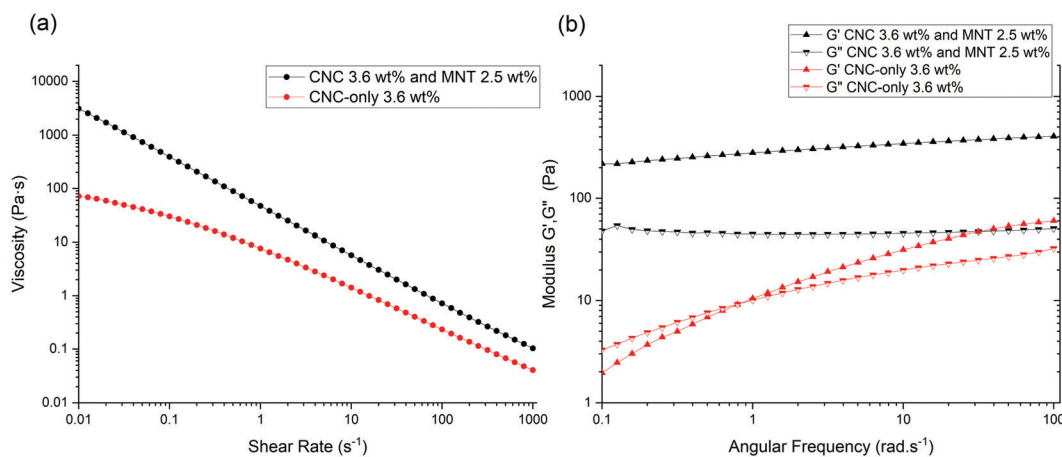 (a)
CNC 3.6 wt% and MNT 2.5 wt%
CNC-only 3.6 wt%
10000
1000
100
10
1
0.1
0.01
Viscosity (Pa·s)
0.01 0.1 1 10 100 1000
Shear Rate (s⁻¹)
(b)
G' CNC 3.6 wt% and MNT 2.5 wt%
G" CNC 3.6 wt% and MNT 2.5 wt%
G' CNC-only 3.6 wt%
G" CNC-only 3.6 wt%
1000
100
10
1
Modulus G',G" (Pa)
0.1 1 10 100
Angular Frequency (rad.s⁻¹)